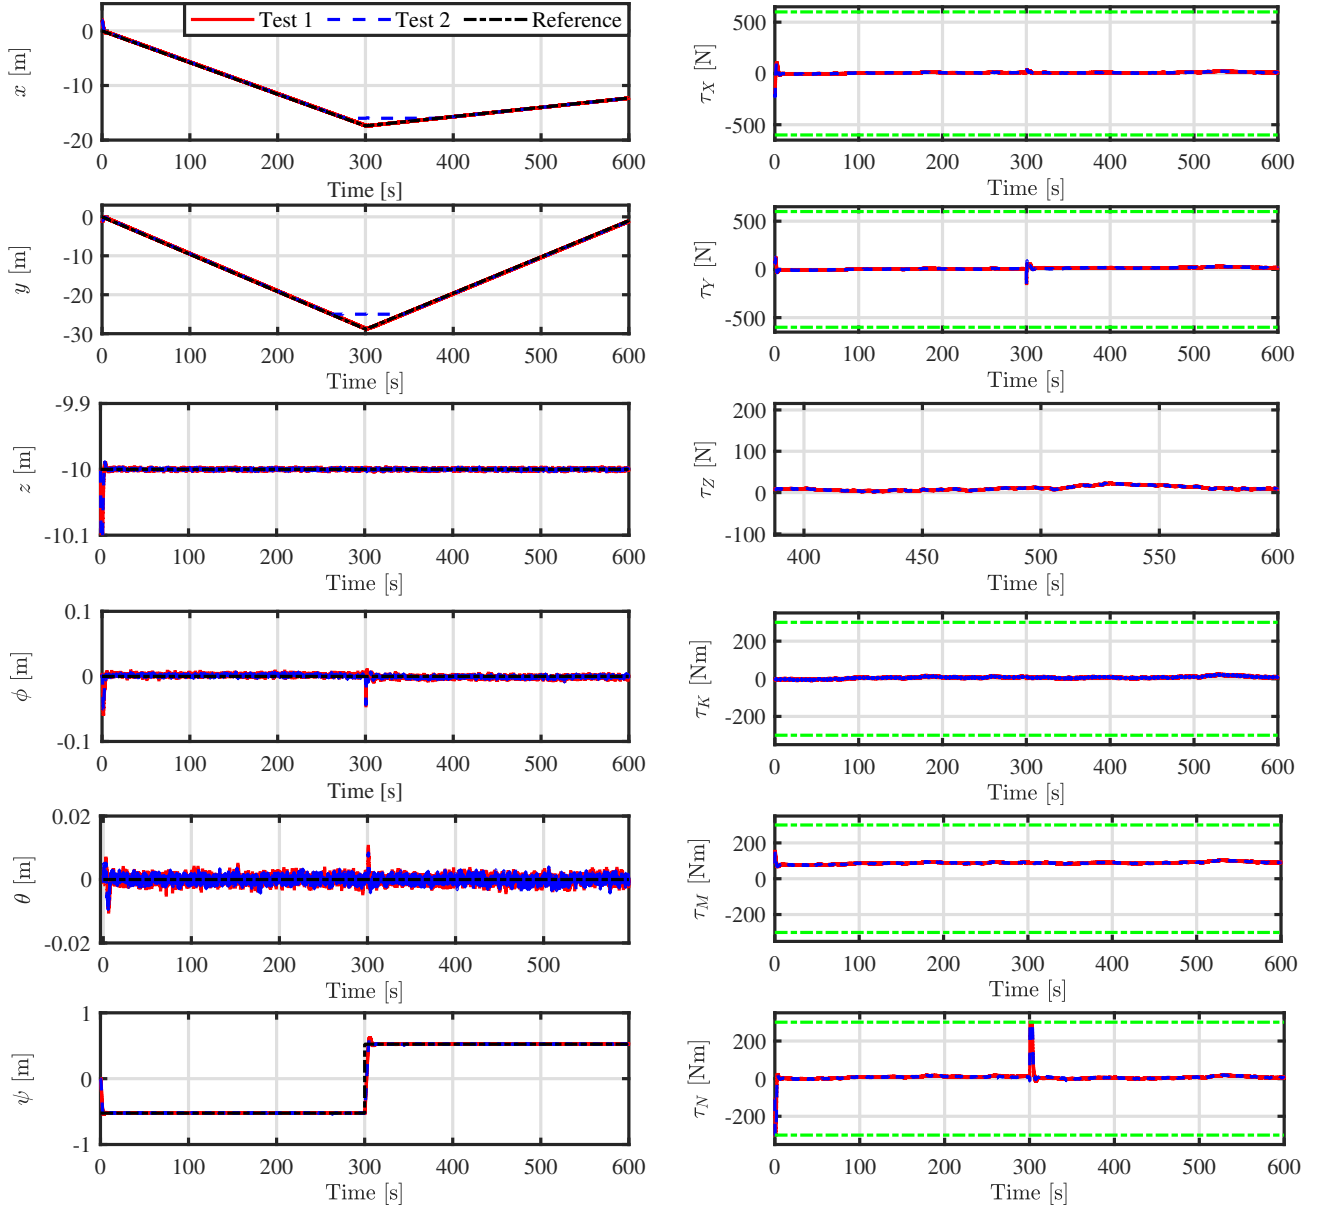 Test 1 Test 2 Reference
x [m]
0
-10
-20
0 100 200 300 400 500 600
Time [s]
τ_X [N]
500
0
-500
0 100 200 300 400 500 600
Time [s]
y [m]
0
-10
-20
-30
0 100 200 300 400 500 600
Time [s]
τ_Y [N]
500
0
-500
0 100 200 300 400 500 600
Time [s]
z [m]
-9.9
-10
-10.1
0 100 200 300 400 500 600
Time [s]
τ_Z [N]
200
100
0
-100
400 450 500 550 600
Time [s]
ϕ [m]
0.1
0
-0.1
0 100 200 300 400 500 600
Time [s]
τ_K [Nm]
200
0
-200
0 100 200 300 400 500 600
Time [s]
θ [m]
0.02
0
-0.02
0 100 200 300 400 500
Time [s]
τ_M [Nm]
200
0
-200
0 100 200 300 400 500 600
Time [s]
ψ [m]
1
0
-1
0 100 200 300 400 500 600
Time [s]
τ_N [Nm]
200
0
-200
0 100 200 300 400 500 600
Time [s]